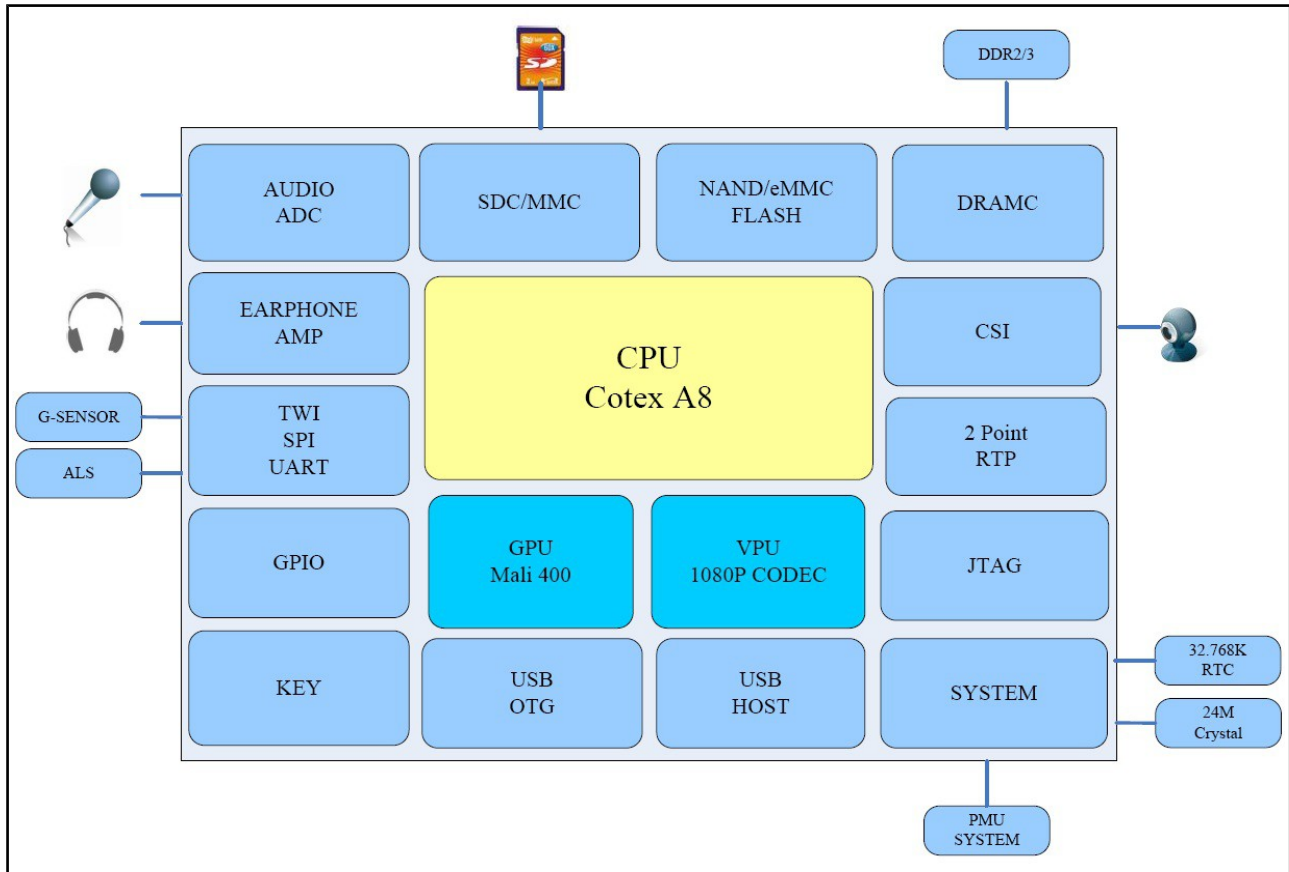 DDR2/3
AUDIO
ADC
SDC/MMC
NAND/eMMC
FLASH
DRAMC
EARPHONE
AMP
CPU
Cotex A8
CSI
G-SENSOR
ALS
TWI
SPI
UART
2 Point
RTP
GPIO
GPU
Mali 400
VPU
1080P CODEC
JTAG
KEY
USB
OTG
USB
HOST
SYSTEM
32.768K
RTC
24M
Crystal
PMU
SYSTEM